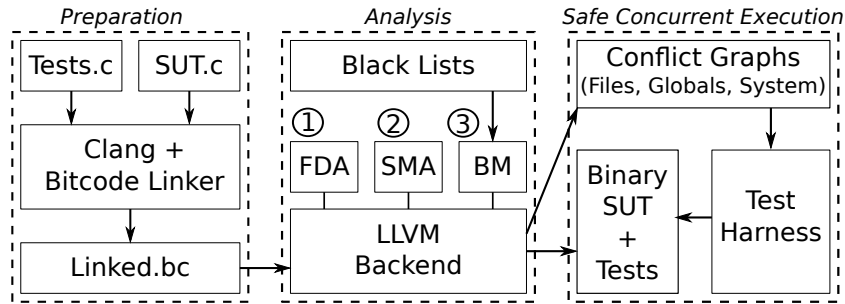 Preparation
Tests.c
SUT.c
Clang +
Bitcode Linker
Linked.bc
Analysis
Black Lists
① ② ③
FDA
SMA
BM
LLVM
Backend
Safe Concurrent Execution
Conflict Graphs
(Files, Globals, System)
Binary
SUT
+
Tests
Test
Harness